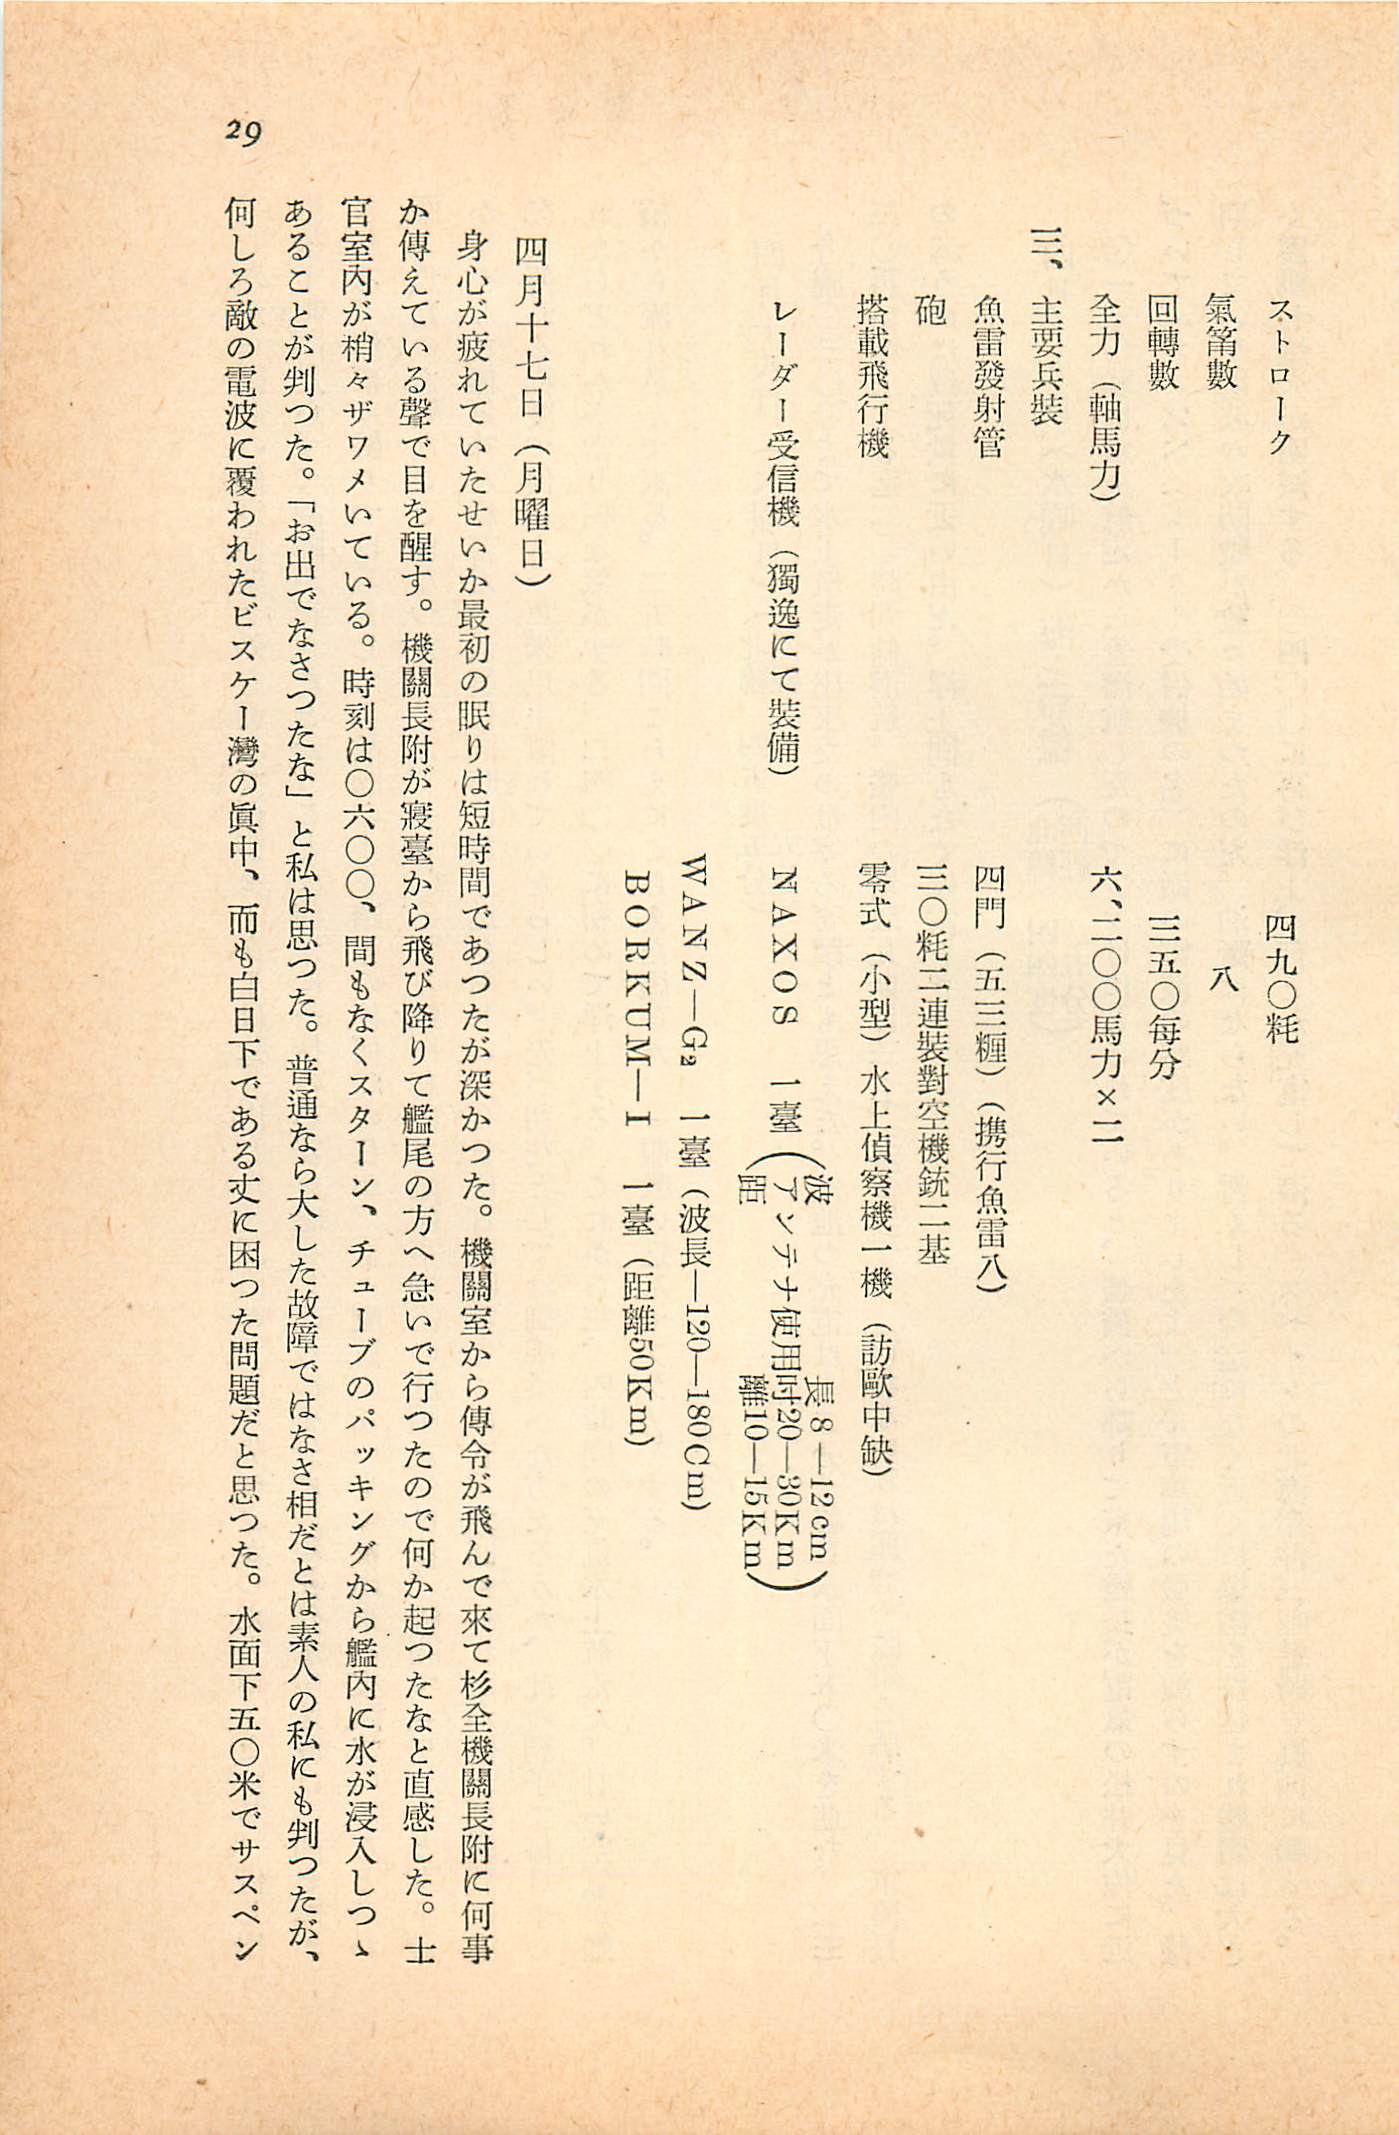 ストローク　四九〇粍
氣筩數　八
回轉數　三五〇毎分
全力（軸馬力）　六、二〇〇馬力×二
三、主要兵裝
魚雷發射管　四門（五三糎）（携行魚雷八）
砲　三〇粍二連裝對空機銃二基
搭載飛行機　零式（小型）水上偵察機一機（訪歐中缺）
レーダー受信機（獨逸にて裝備）　NAXOS　一臺（波長8—12cm
アンテナ使用时20—30Km
距離10—15Km）
WANZ—G₂　一臺（波長—120—180Cm）
BORKUM—I　一臺（距離50Km）
四月十七日（月曜日）
身心が疲れていたせいか最初の眠りは短時間であつたが深かつた。機關室から傳令が飛んで來て杉全機關長附に何事
か傳えている聲で目を醒す。機關長附が寢臺から飛び降りて艦尾の方へ急いで行つたので何か起つたなと直感した。士
官室內が稍々ザワメいている。時刻は〇六〇〇、間もなくスターン、チューブのパッキングから艦內に水が浸入しつゝ
あることが判つた。「お出でなさつたな」と私は思つた。普通なら大した故障ではなさ相だとは素人の私にも判つたが、
何しろ敵の電波に覆われたビスケー灣の眞中、而も白日下である丈に困つた問題だと思つた。水面下五〇米でサスペン
29